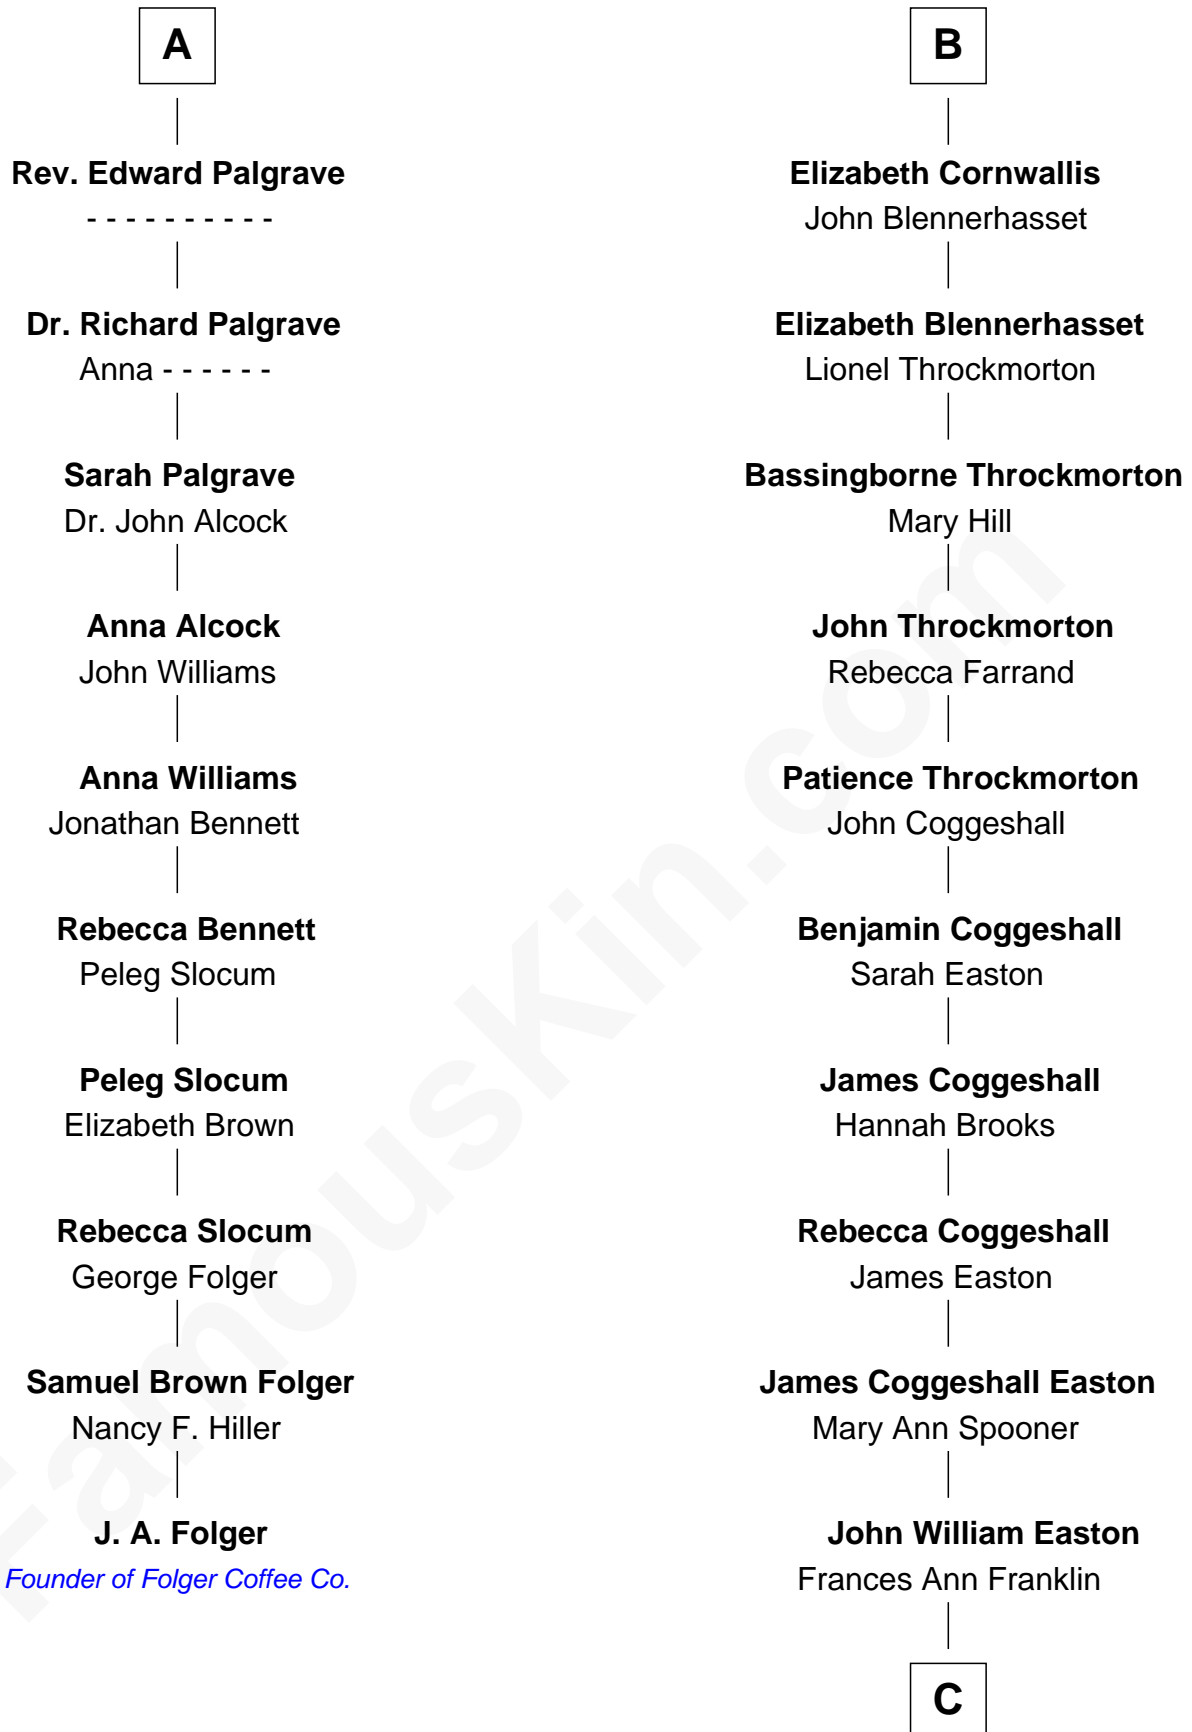 A
Rev. Edward Palgrave
- - - - - - - - - -
Dr. Richard Palgrave
Anna - - - - - -
Sarah Palgrave
Dr. John Alcock
Anna Alcock
John Williams
Anna Williams
Jonathan Bennett
Rebecca Bennett
Peleg Slocum
Peleg Slocum
Elizabeth Brown
Rebecca Slocum
George Folger
Samuel Brown Folger
Nancy F. Hiller
J. A. Folger
Founder of Folger Coffee Co.
B
Elizabeth Cornwallis
John Blennerhasset
Elizabeth Blennerhasset
Lionel Throckmorton
Bassingborne Throckmorton
Mary Hill
John Throckmorton
Rebecca Farrand
Patience Throckmorton
John Coggeshall
Benjamin Coggeshall
Sarah Easton
James Coggeshall
Hannah Brooks
Rebecca Coggeshall
James Easton
James Coggeshall Easton
Mary Ann Spooner
John William Easton
Frances Ann Franklin
C
FamousKin.com